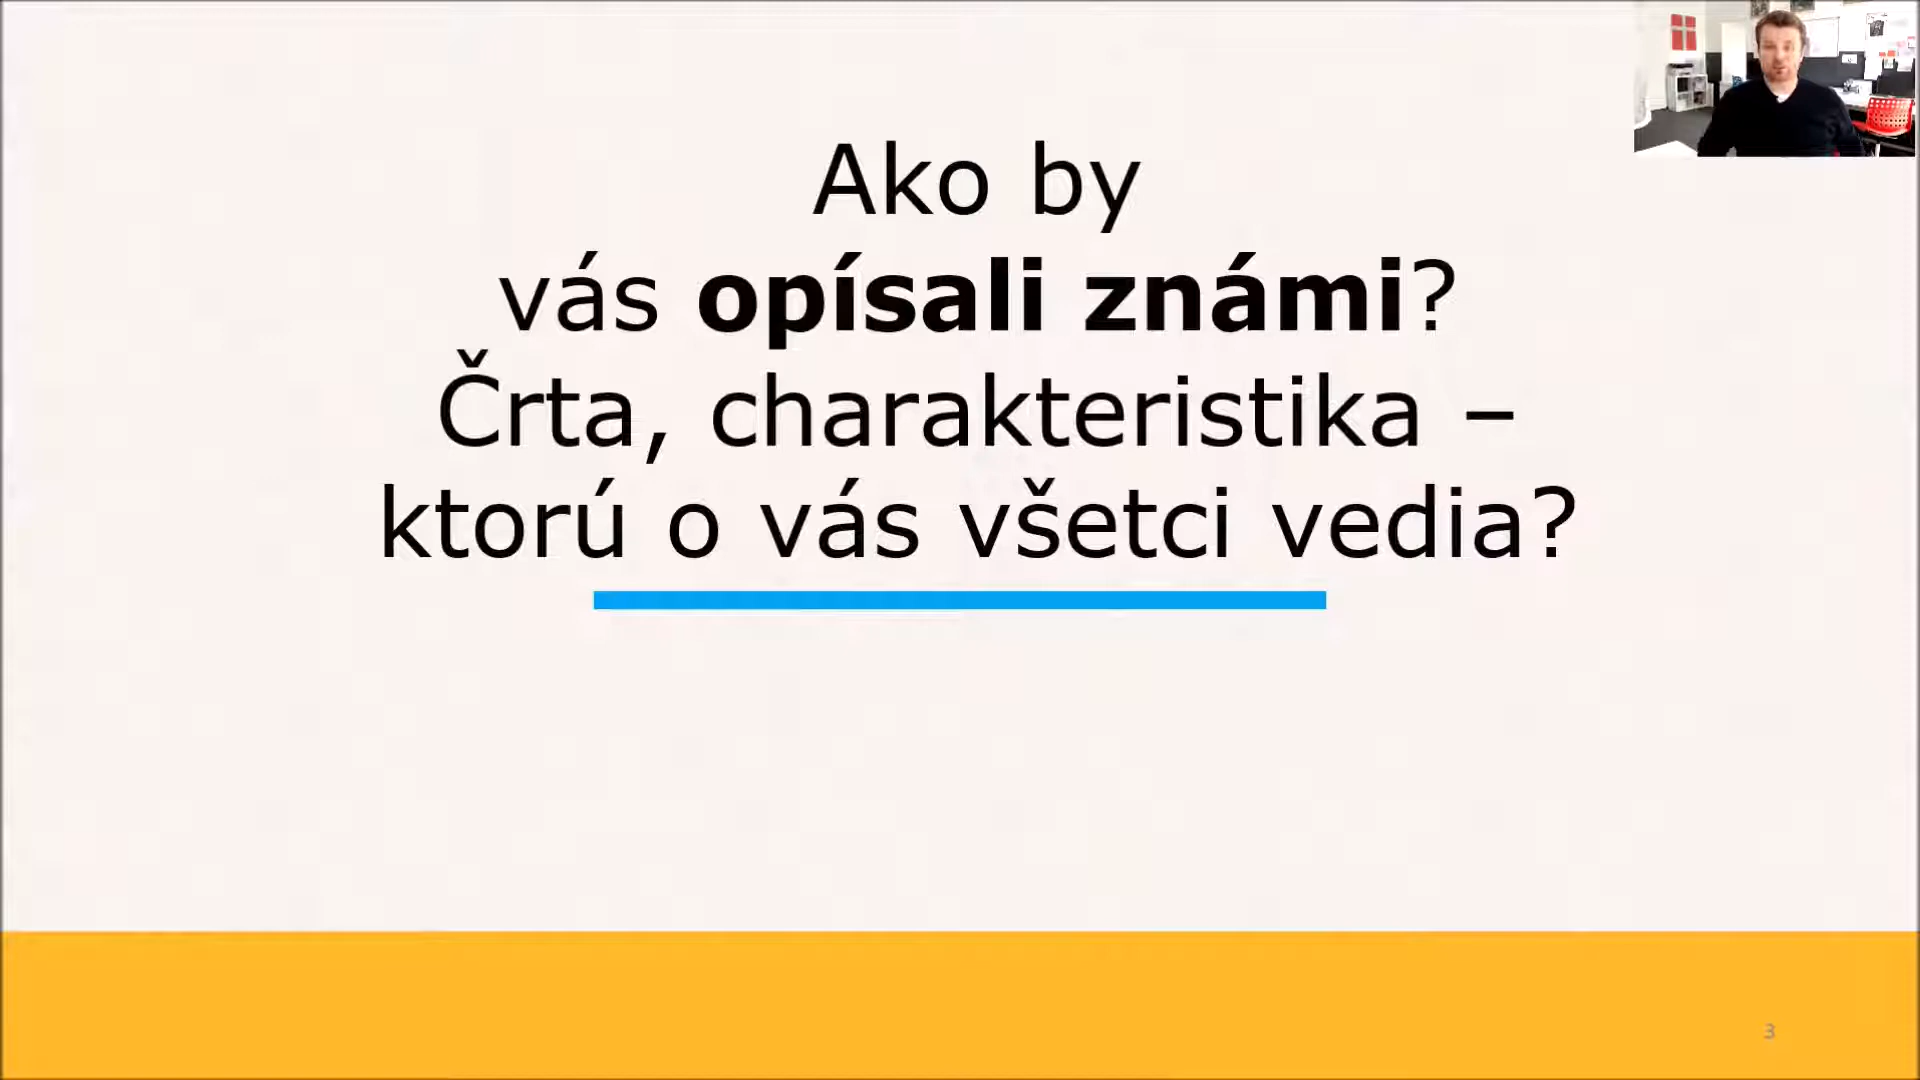 Ako by
vás opísali známi?
Črta, charakteristika –
ktorú o vás všetci vedia?
3